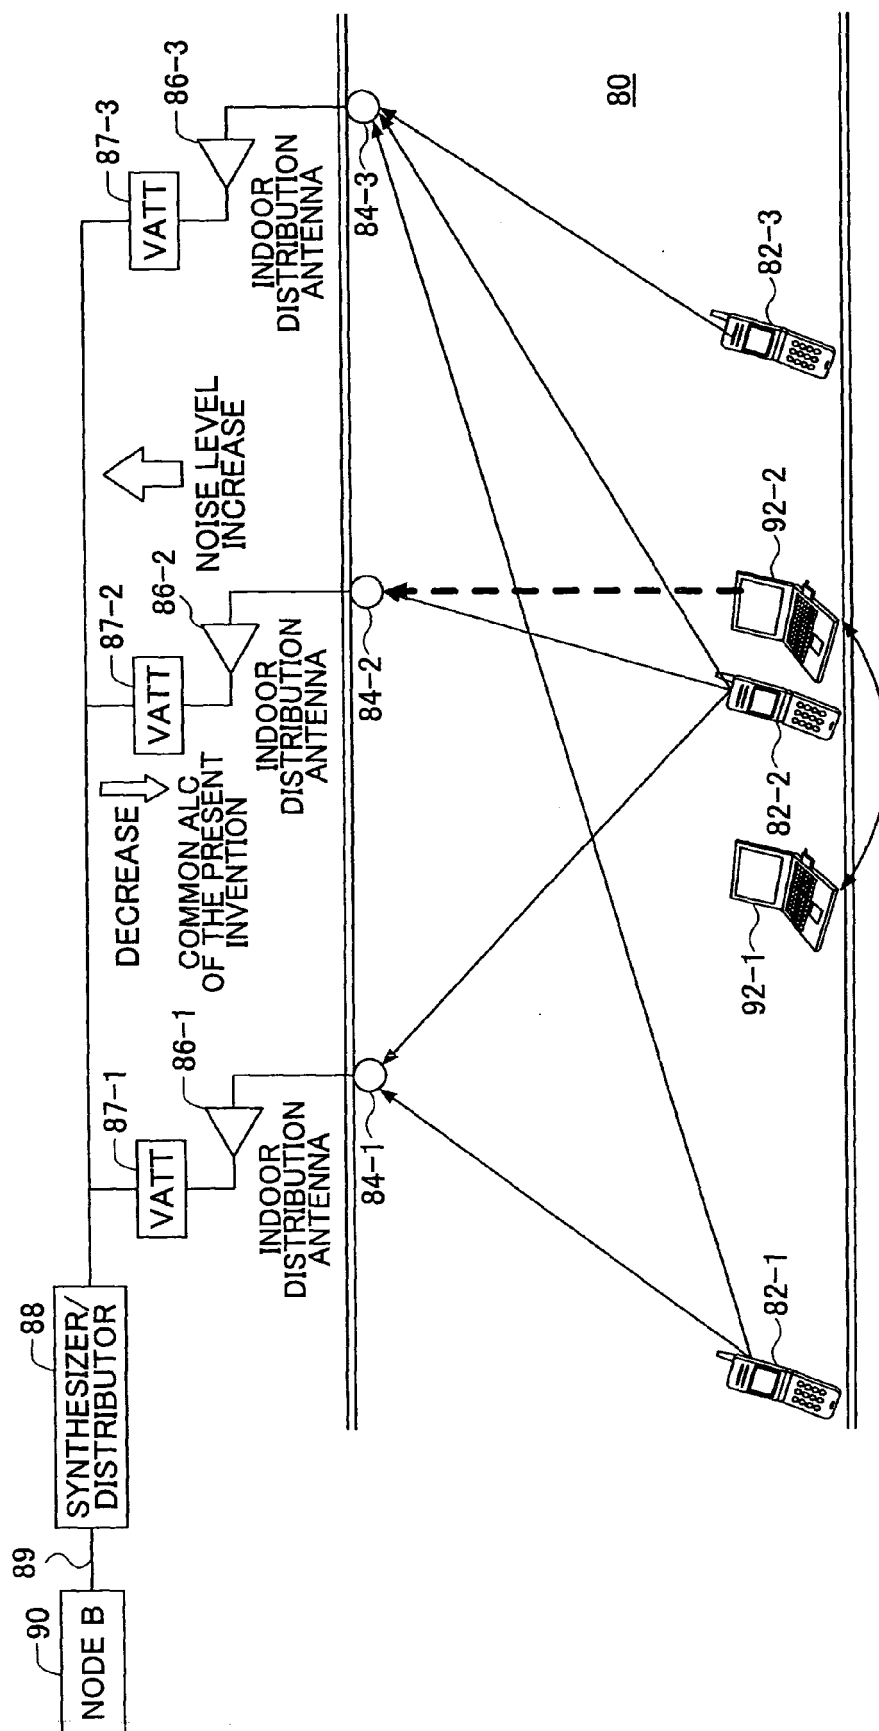 90
NODE B
89
88
SYNTHESIZER/
DISTRIBUTOR
87-1
VATT
86-1
INDOOR
DISTRIBUTION
ANTENNA
84-1
DECREASE
COMMON ALC
OF THE PRESENT
INVENTION
87-2
VATT
86-2
INDOOR
DISTRIBUTION
ANTENNA
84-2
NOISE LEVEL
INCREASE
87-3
VATT
86-3
INDOOR
DISTRIBUTION
ANTENNA
84-3
80
82-1
92-1
82-2
92-2
82-3